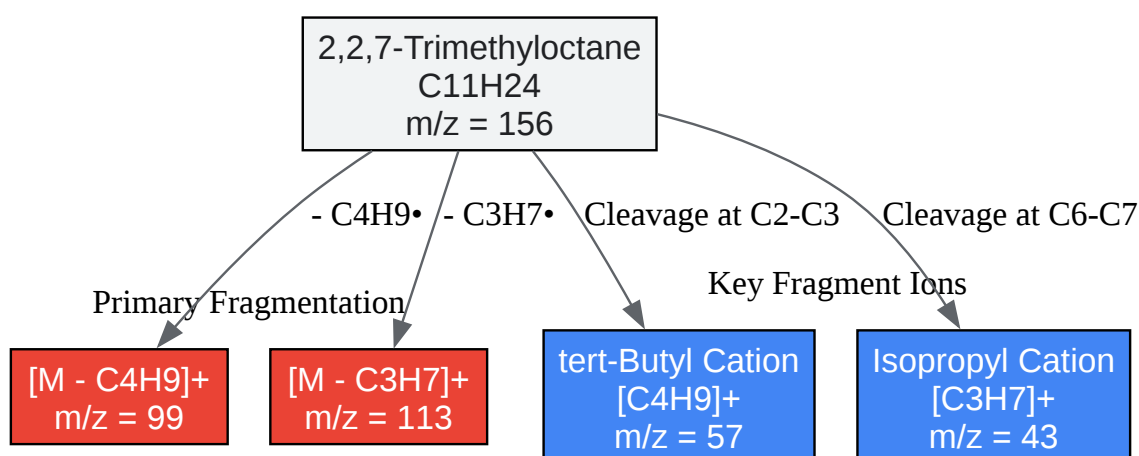 2,2,7-Trimethyloctane
C11H24
m/z = 156
- C4H9•
- C3H7•
Cleavage at C2-C3
Cleavage at C6-C7
Primary Fragmentation
Key Fragment Ions
[M - C4H9]+
m/z = 99
[M - C3H7]+
m/z = 113
tert-Butyl Cation
[C4H9]+
m/z = 57
Isopropyl Cation
[C3H7]+
m/z = 43